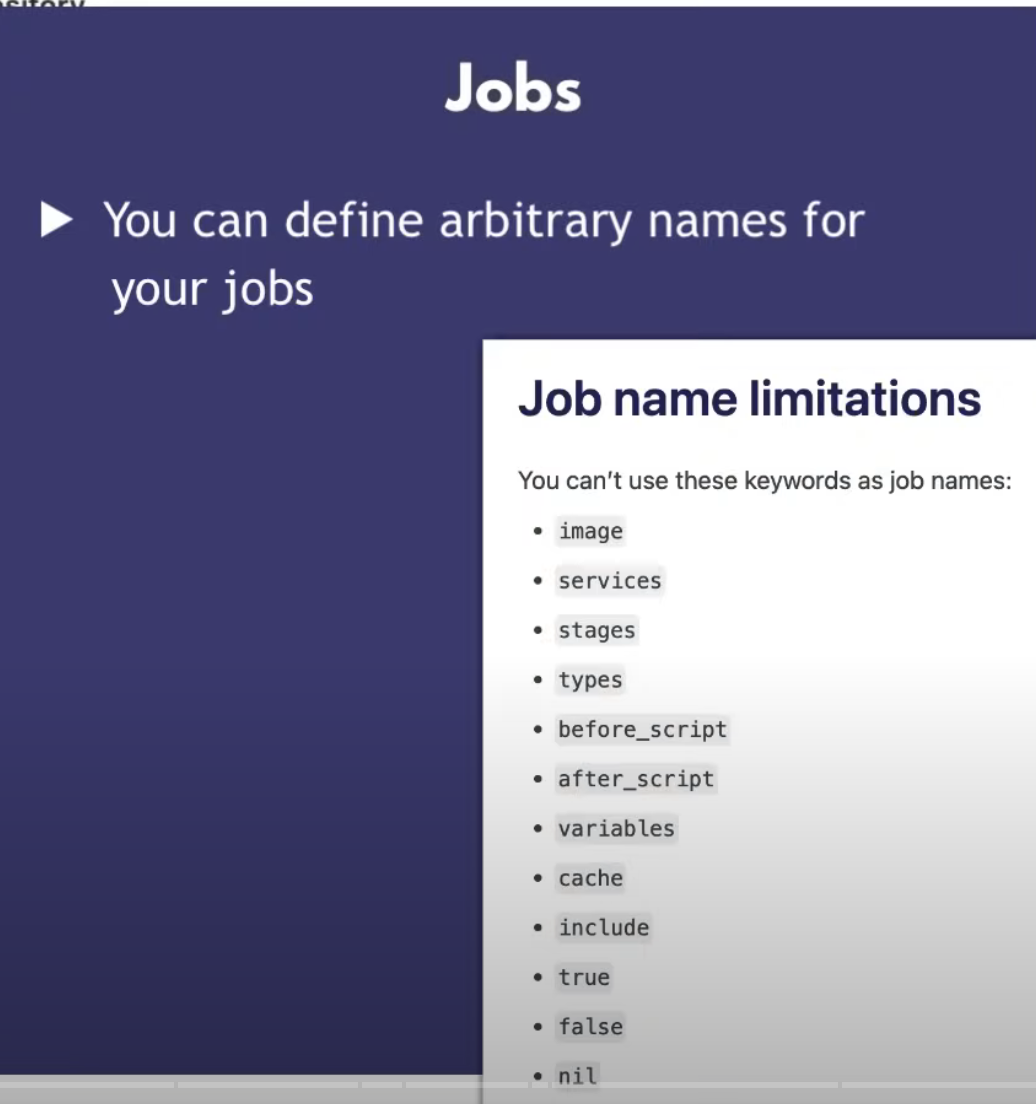 Jobs
You can define arbitrary names for
your jobs
Job name limitations
You can't use these keywords as job names:
image
services
stages
types
before_script
after_script
variables
cache
include
true
false
nil